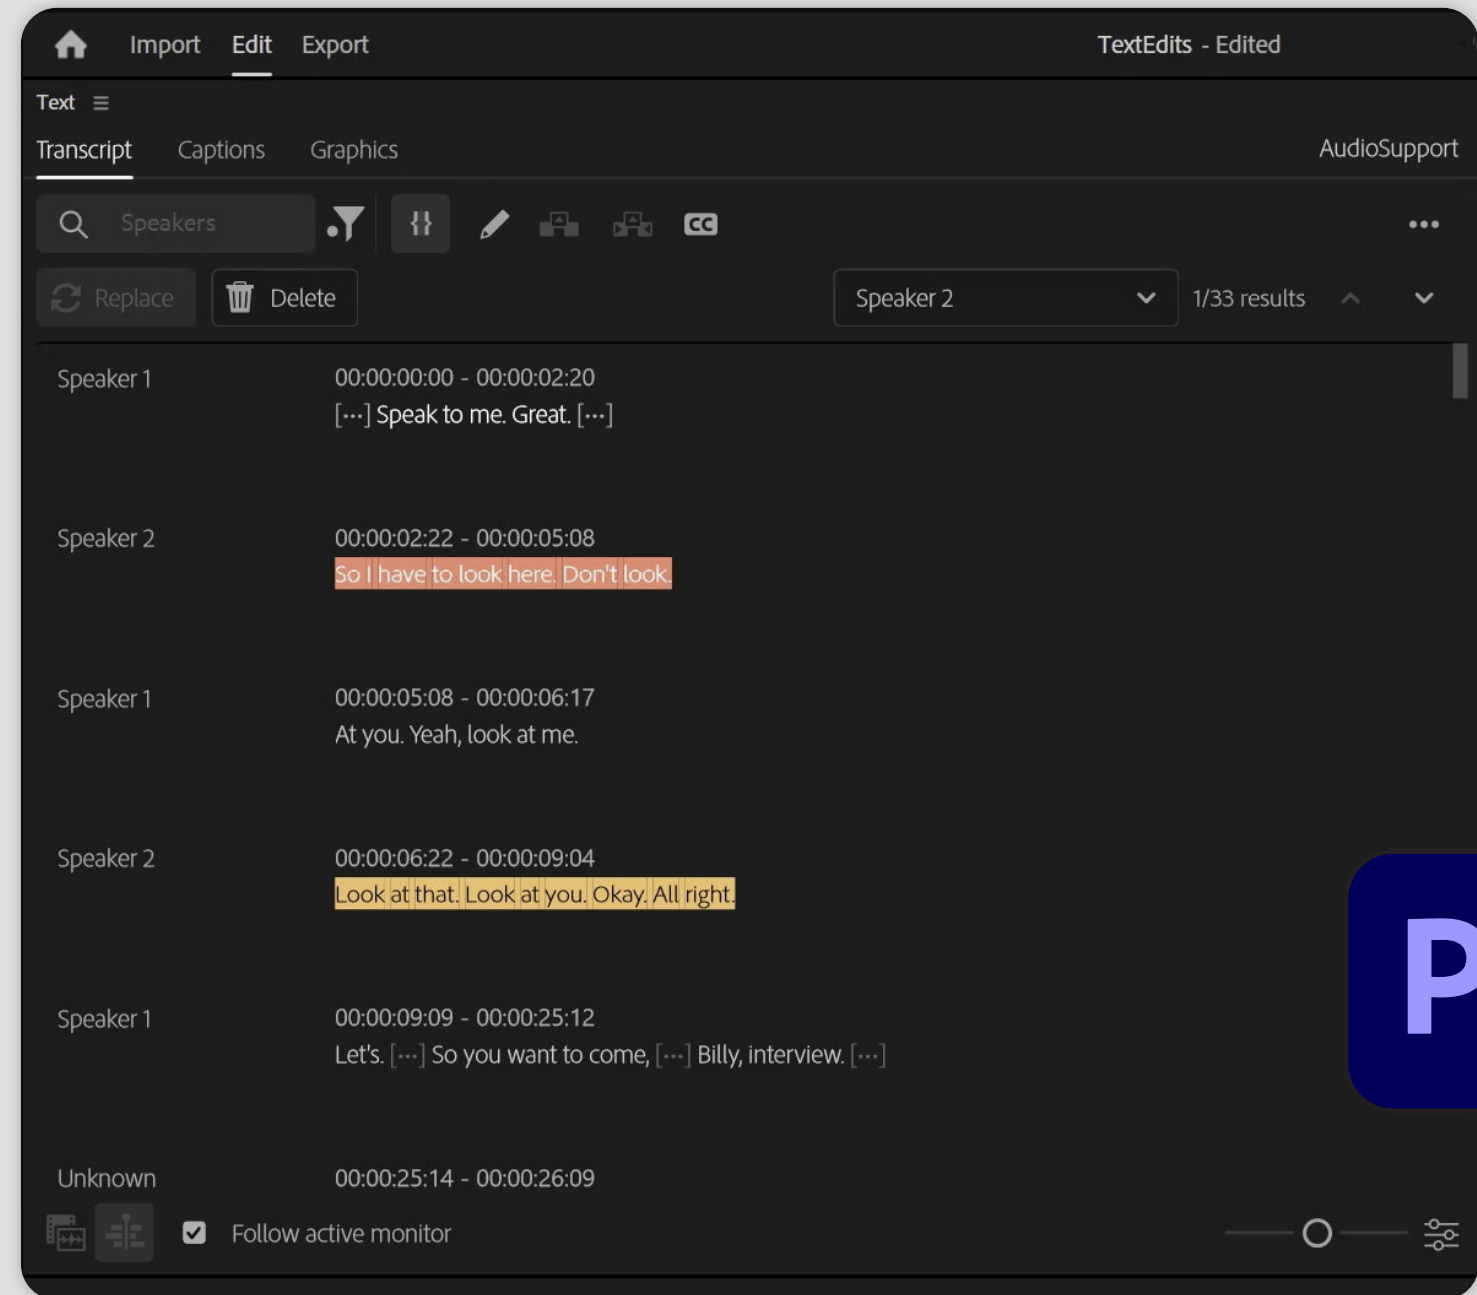 Import Edit Export TextEdits - Edited
Text
Transcript Captions Graphics AudioSupport
Speakers CC
Replace Delete Speaker 2 1/33 results
Speaker 1 00:00:00:00 - 00:00:02:20
[...] Speak to me. Great. [...]
Speaker 2 00:00:02:22 - 00:00:05:08
So I have to look here. Don't look.
Speaker 1 00:00:05:08 - 00:00:06:17
At you. Yeah, look at me.
Speaker 2 00:00:06:22 - 00:00:09:04
Look at that. Look at you. Okay. All right.
Speaker 1 00:00:09:09 - 00:00:25:12
Let's. [...] So you want to come, [...] Billy, interview. [...]
P
Unknown 00:00:25:14 - 00:00:26:09
Follow active monitor